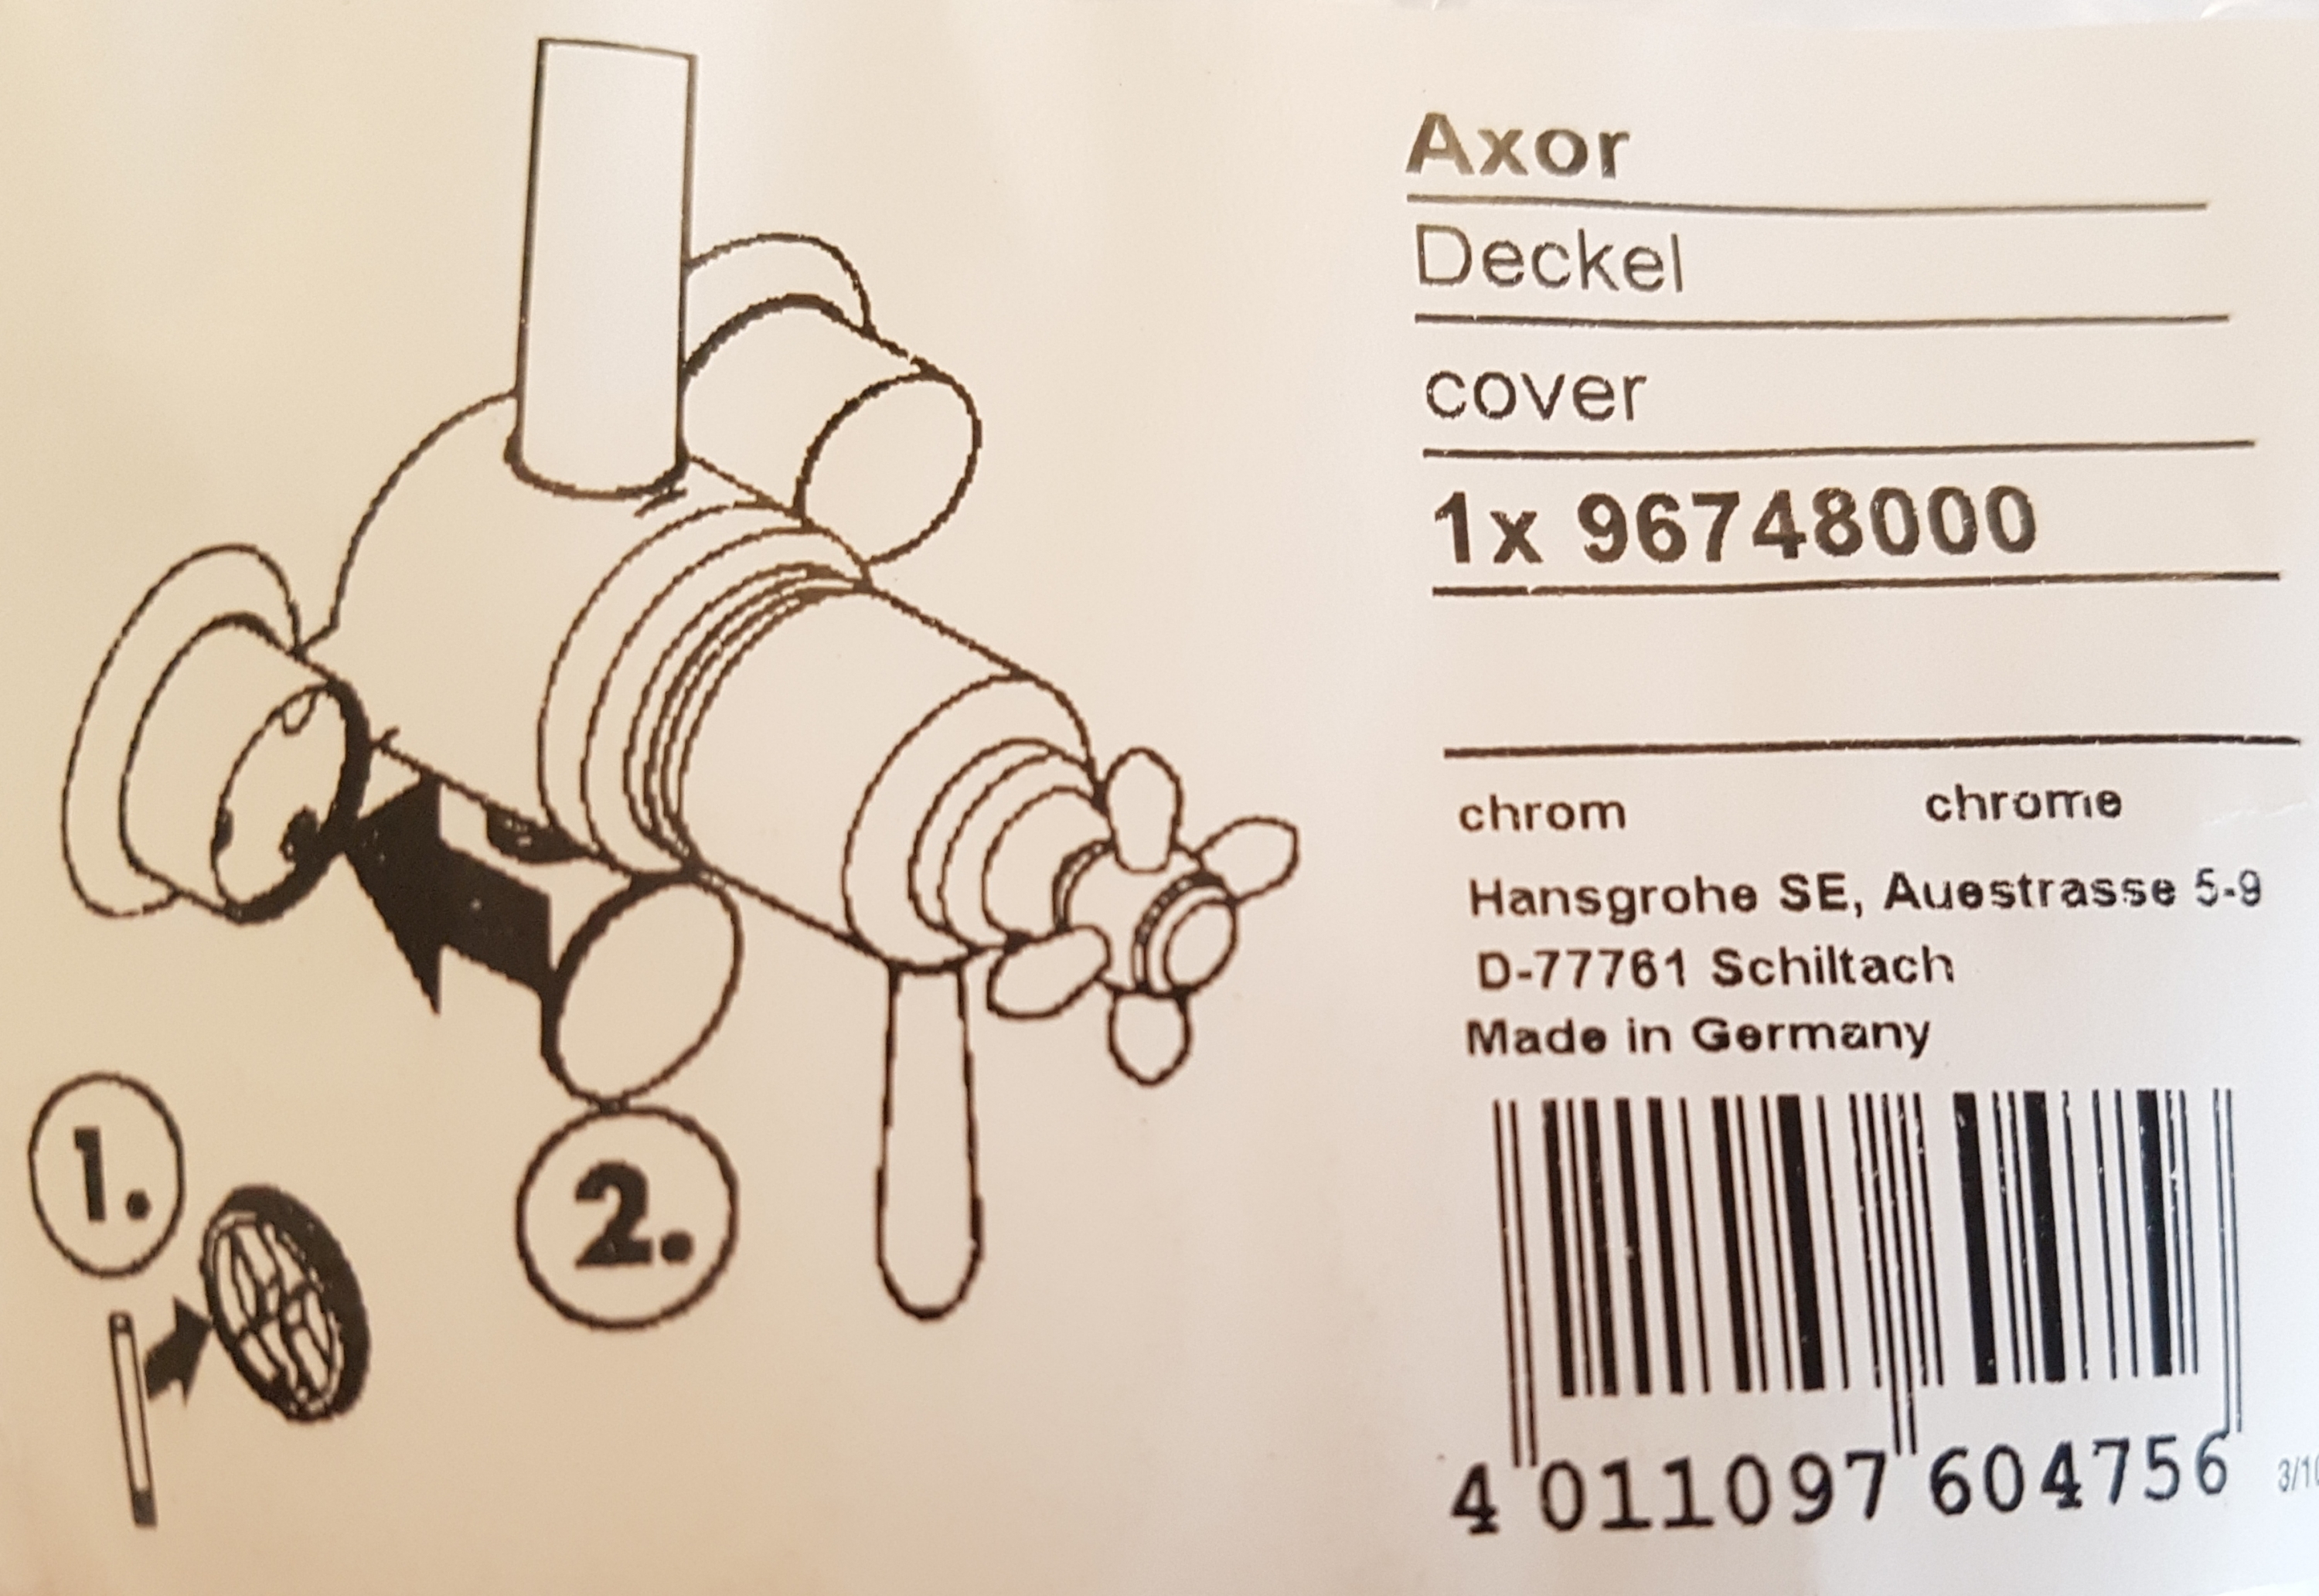 Axor
Deckel
cover
1x 96748000
chrom chrome
Hansgrohe SE, Auestrasse 5-9
D-77761 Schiltach
Made in Germany
4 011097 604756
1.
2.